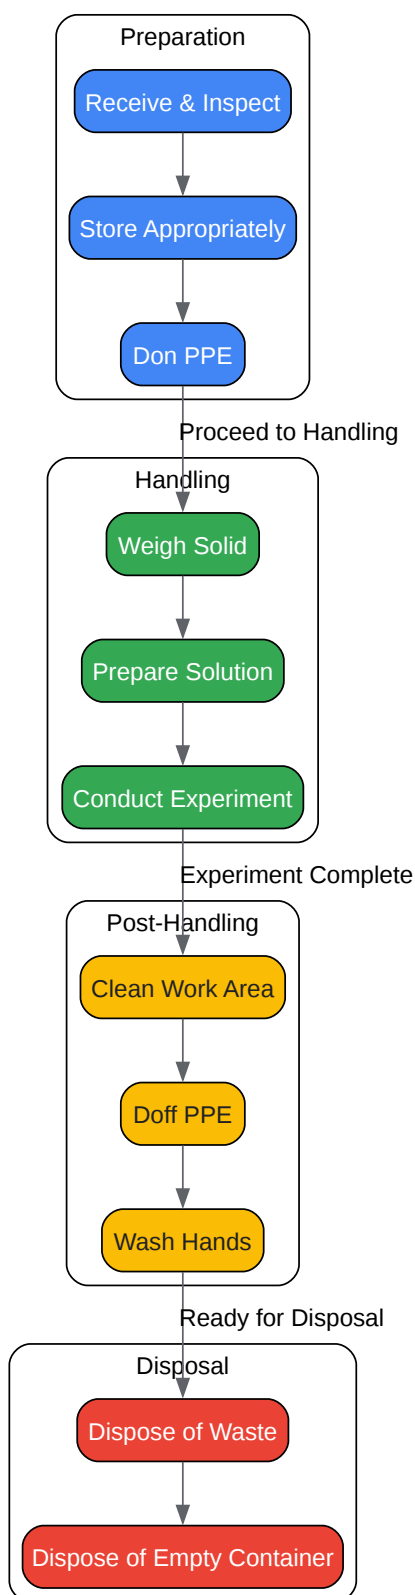 Preparation
Receive & Inspect
Store Appropriately
Don PPE
Proceed to Handling
Handling
Weigh Solid
Prepare Solution
Conduct Experiment
Experiment Complete
Post-Handling
Clean Work Area
Doff PPE
Wash Hands
Ready for Disposal
Disposal
Dispose of Waste
Dispose of Empty Container